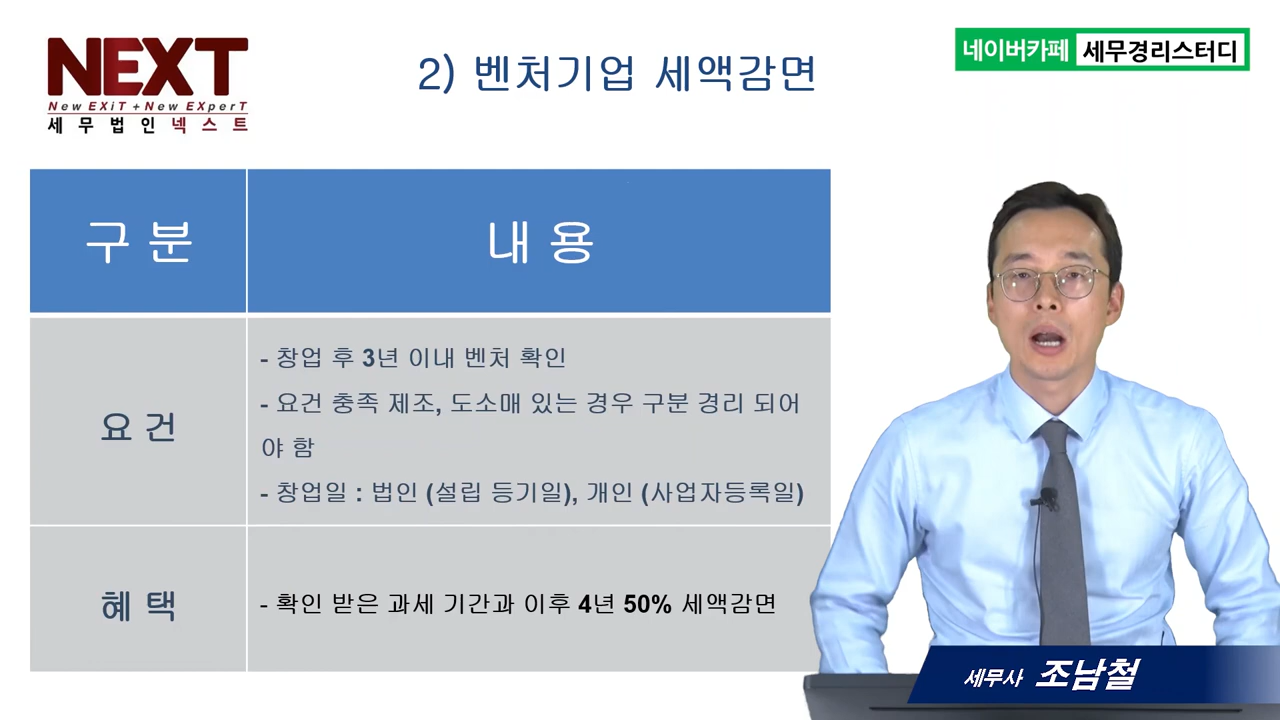 NEXT
New EXiT + New EXperT
세무법인넥스트
2) 벤처기업 세액감면
네이버카페 세무경리스터디
구 분
내 용
요 건
- 창업 후 3년 이내 벤처 확인
- 요건 충족 제조, 도소매 있는 경우 구분 경리 되어
야 함
- 창업일 : 법인 (설립 등기일), 개인 (사업자등록일)
혜 택
- 확인 받은 과세 기간과 이후 4년 50% 세액감면
세무사 조남철